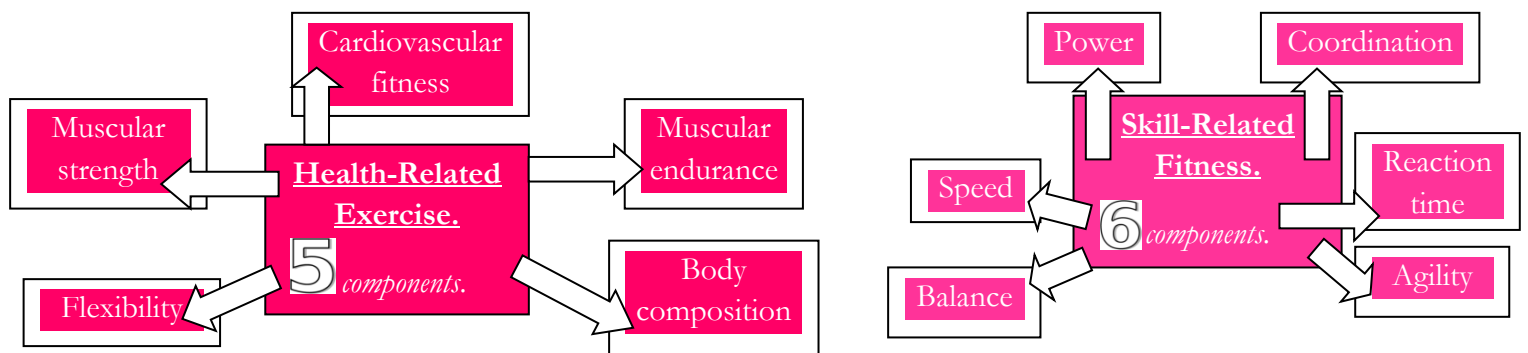 Cardiovascular
fitness
Muscular
strength
Muscular
endurance
Health-Related
Exercise.
5 components.
Flexibility
Body
composition
Power
Coordination
Skill-Related
Fitness.
6 components.
Speed
Reaction
time
Balance
Agility